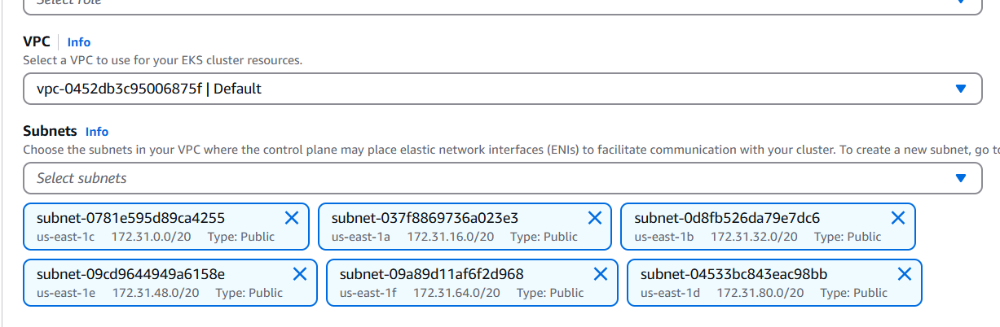 Select role
VPC Info
Select a VPC to use for your EKS cluster resources.
vpc-0452db3c95006875f | Default
Subnets Info
Choose the subnets in your VPC where the control plane may place elastic network interfaces (ENIs) to facilitate communication with your cluster. To create a new subnet, go to
Select subnets
subnet-0781e595d89ca4255 subnet-037f8869736a023e3 subnet-0d8fb526da79e7dc6
us-east-1c 172.31.0.0/20 Type: Public us-east-1a 172.31.16.0/20 Type: Public us-east-1b 172.31.32.0/20 Type: Public
subnet-09cd9644949a6158e subnet-09a89d11af6f2d968 subnet-04533bc843eac98bb
us-east-1e 172.31.48.0/20 Type: Public us-east-1f 172.31.64.0/20 Type: Public us-east-1d 172.31.80.0/20 Type: Public